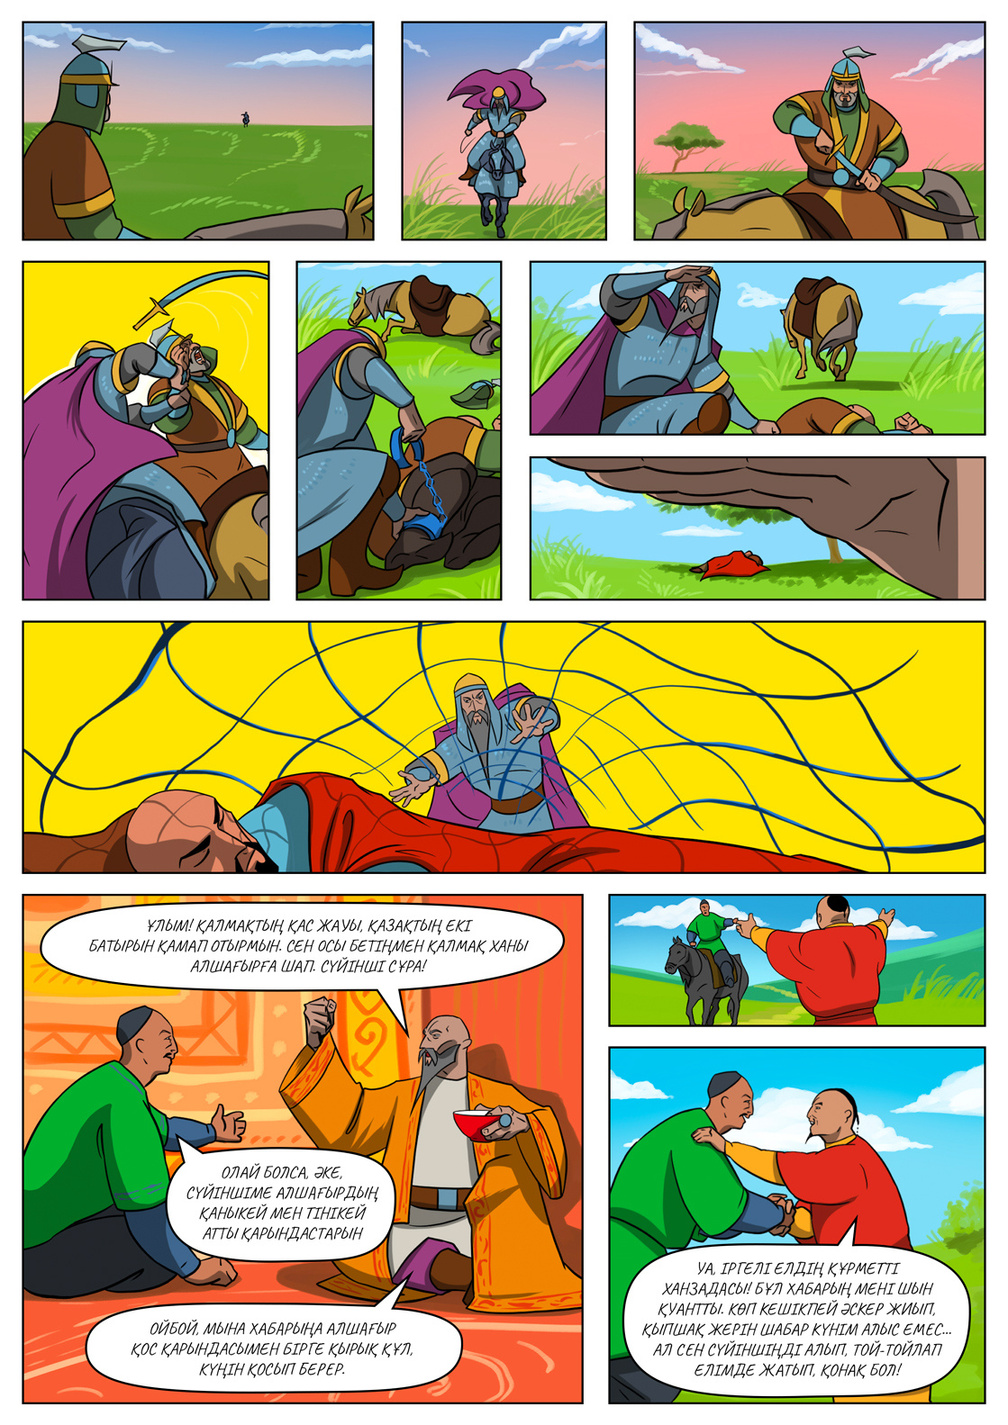 ҰЛЫМ! ҚАЛМАҚТЫҢ ҚАС ЖАУЫ, ҚАЗАҚТЫҢ ЕКІ
БАТЫРЫН ҚАМАП ОТЫРМЫН. СЕН ОСЫ БЕТІҢМЕН ҚАЛМАҚ ХАНЫ
АЛШАҒЫРҒА ШАП. СҮЙІНШІ СҰРА!
ОЛАЙ БОЛСА, ӘКЕ,
СҮЙІНШІМЕ АЛШАҒЫРДЫҢ
ҚАНЫКЕЙ МЕН ТІНІКЕЙ
АТТЫ ҚАРЫНДАСТАРЫН
ОЙБОЙ, МЫНА ХАБАРЫҢА АЛШАҒЫР
ҚОС ҚАРЫНДАСЫМЕН БІРГЕ ҚЫРЫҚ ҚҰЛ,
КҮҢІН ҚОСЫП БЕРЕР.
УА, ІРГЕЛІ ЕЛДІҢ ҚҰРМЕТТІ
ХАНЗАДАСЫ! БҰЛ ХАБАРЫҢ МЕНІ ШЫН
ҚУАНТТЫ. КӨП КЕШІКПЕЙ ӘСКЕР ЖИЫП,
ҚЫПШАҚ ЖЕРІН ШАБАР КҮНІМ АЛЫС ЕМЕС...
АЛ СЕН СҮЙІНШІҢДІ АЛЫП, ТОЙ-ТОЙЛАП
ЕЛІМДЕ ЖАТЫП, ҚОНАҚ БОЛ!